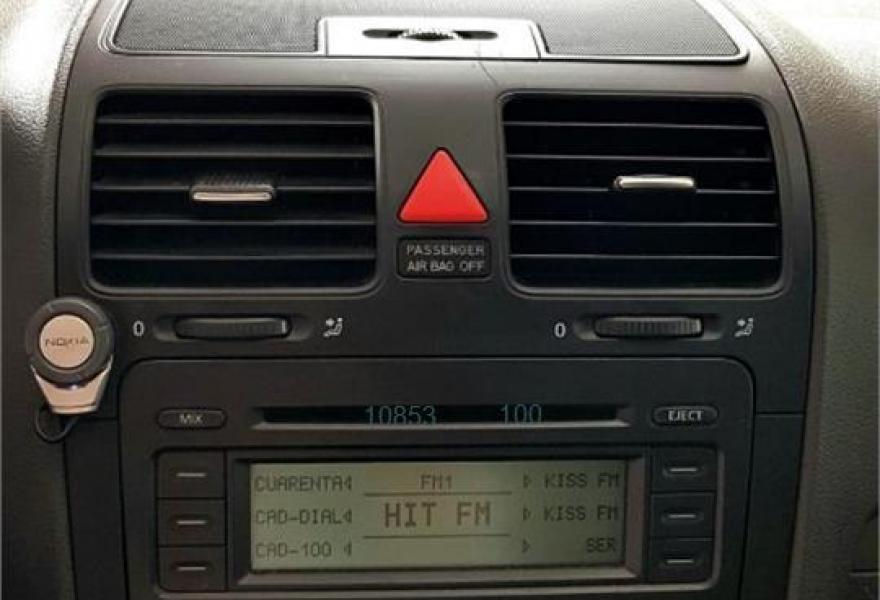 PASSENGER
AIR BAG OFF
0
0
NOKIA
MIX
10853 100
EJECT
CUARENTA FM1 KISS FM
CAD-DIAL HIT FM KISS FM
CAD-100 SER